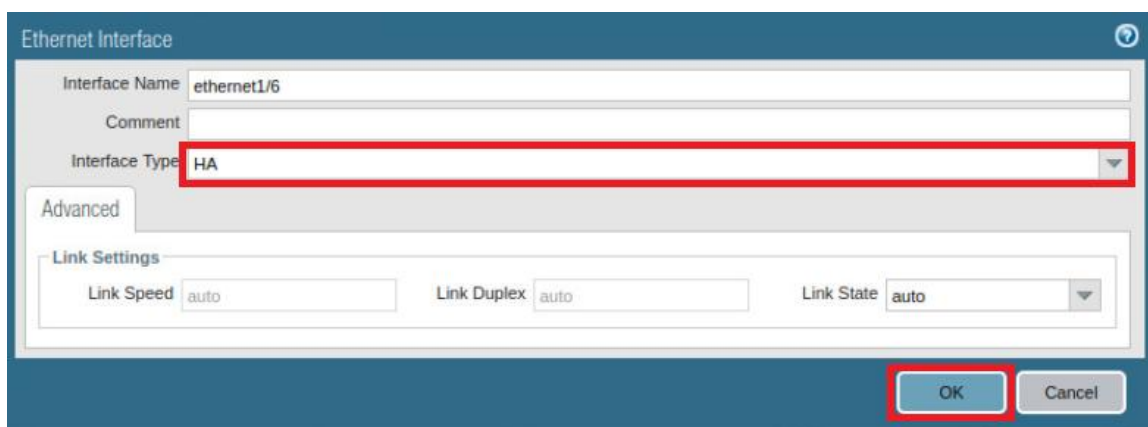 Ethernet Interface
Interface Name ethernet1/6
Comment
Interface Type HA
Advanced
Link Settings
Link Speed auto Link Duplex auto Link State auto
OK Cancel